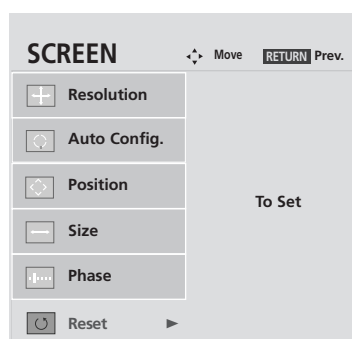 SCREEN Move RETURN Prev.
Resolution
Auto Config.
Position
To Set
Size
Phase
Reset